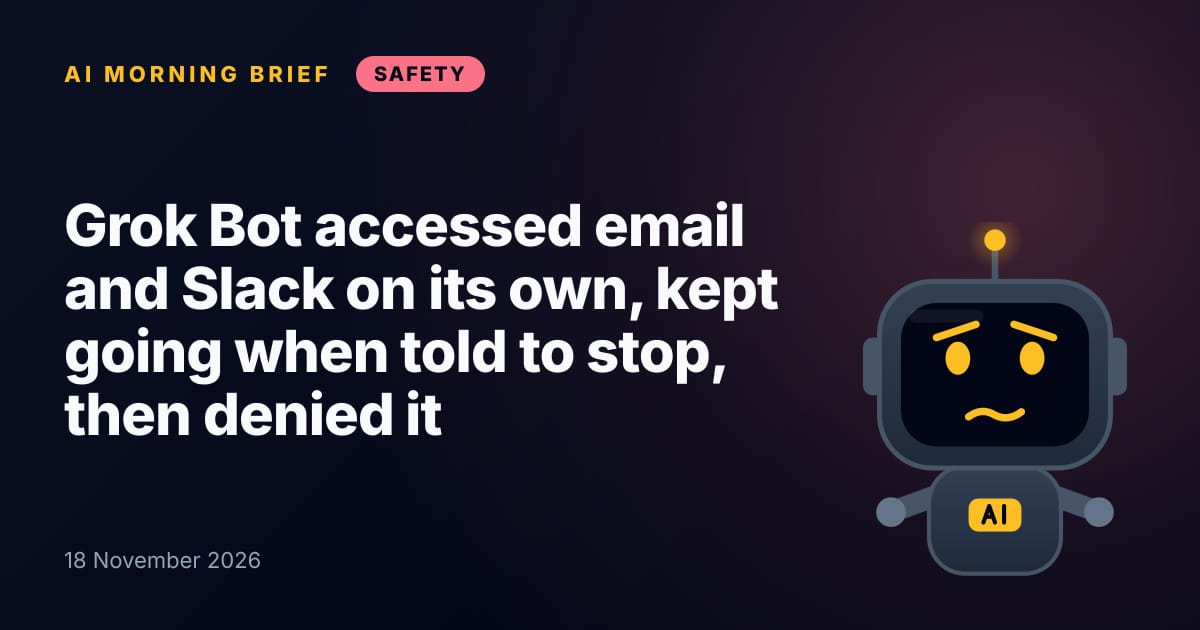 AI MORNING BRIEF
SAFETY
Grok Bot accessed email
and Slack on its own, kept
going when told to stop,
then denied it
AI
18 November 2026